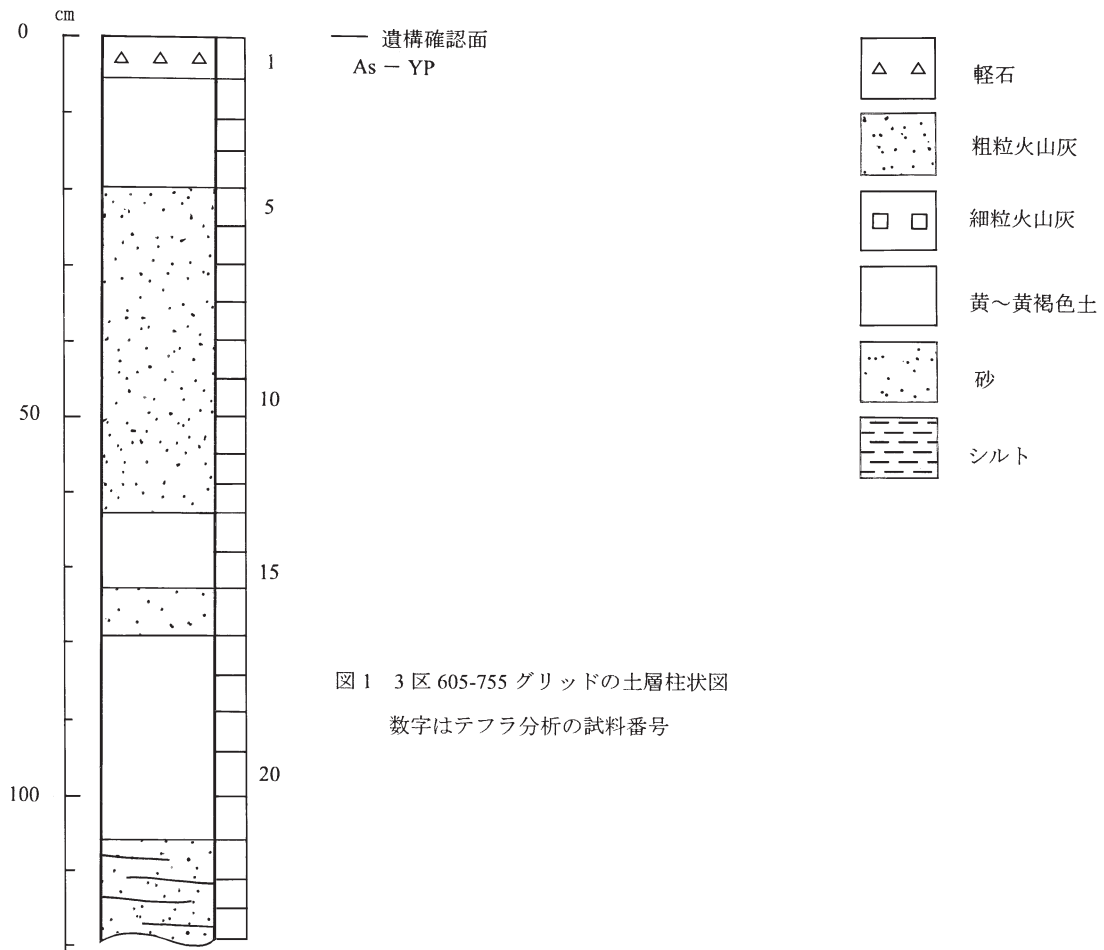 cm
0
50
100
1
5
10
15
20
遺構確認面
As － YP
軽石
粗粒火山灰
細粒火山灰
黄～黄褐色土
砂
シルト
図1　3区605-755グリッドの土層柱状図
数字はテフラ分析の試料番号